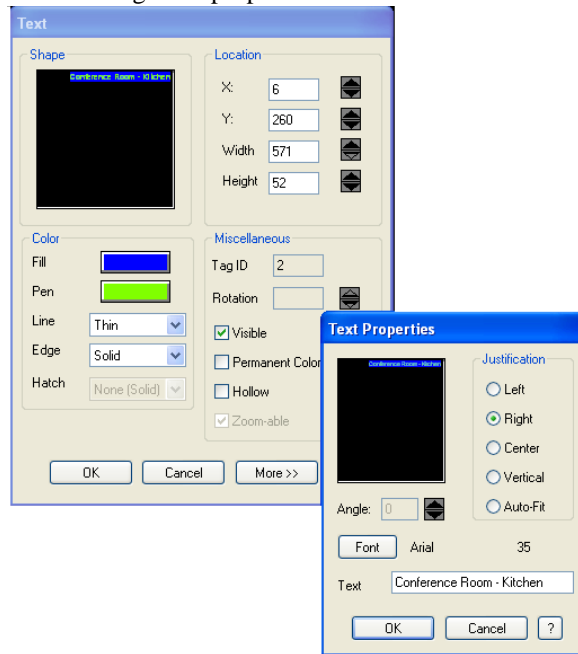 Text
Shape
Conference Room - Kitchen
Location
X: 6
Y: 260
Width 571
Height 52
Color
Fill
Pen
Line Thin
Edge Solid
Hatch None (Solid)
Miscellaneous
Tag ID 2
Rotation
Visible
Permanent Color
Hollow
Zoom-able
OK Cancel More >>
Text Properties
Conference Room - Kitchen
Justification
Left
Right
Center
Vertical
Auto-Fit
Angle: 0
Font Arial 35
Text Conference Room - Kitchen
OK Cancel ?